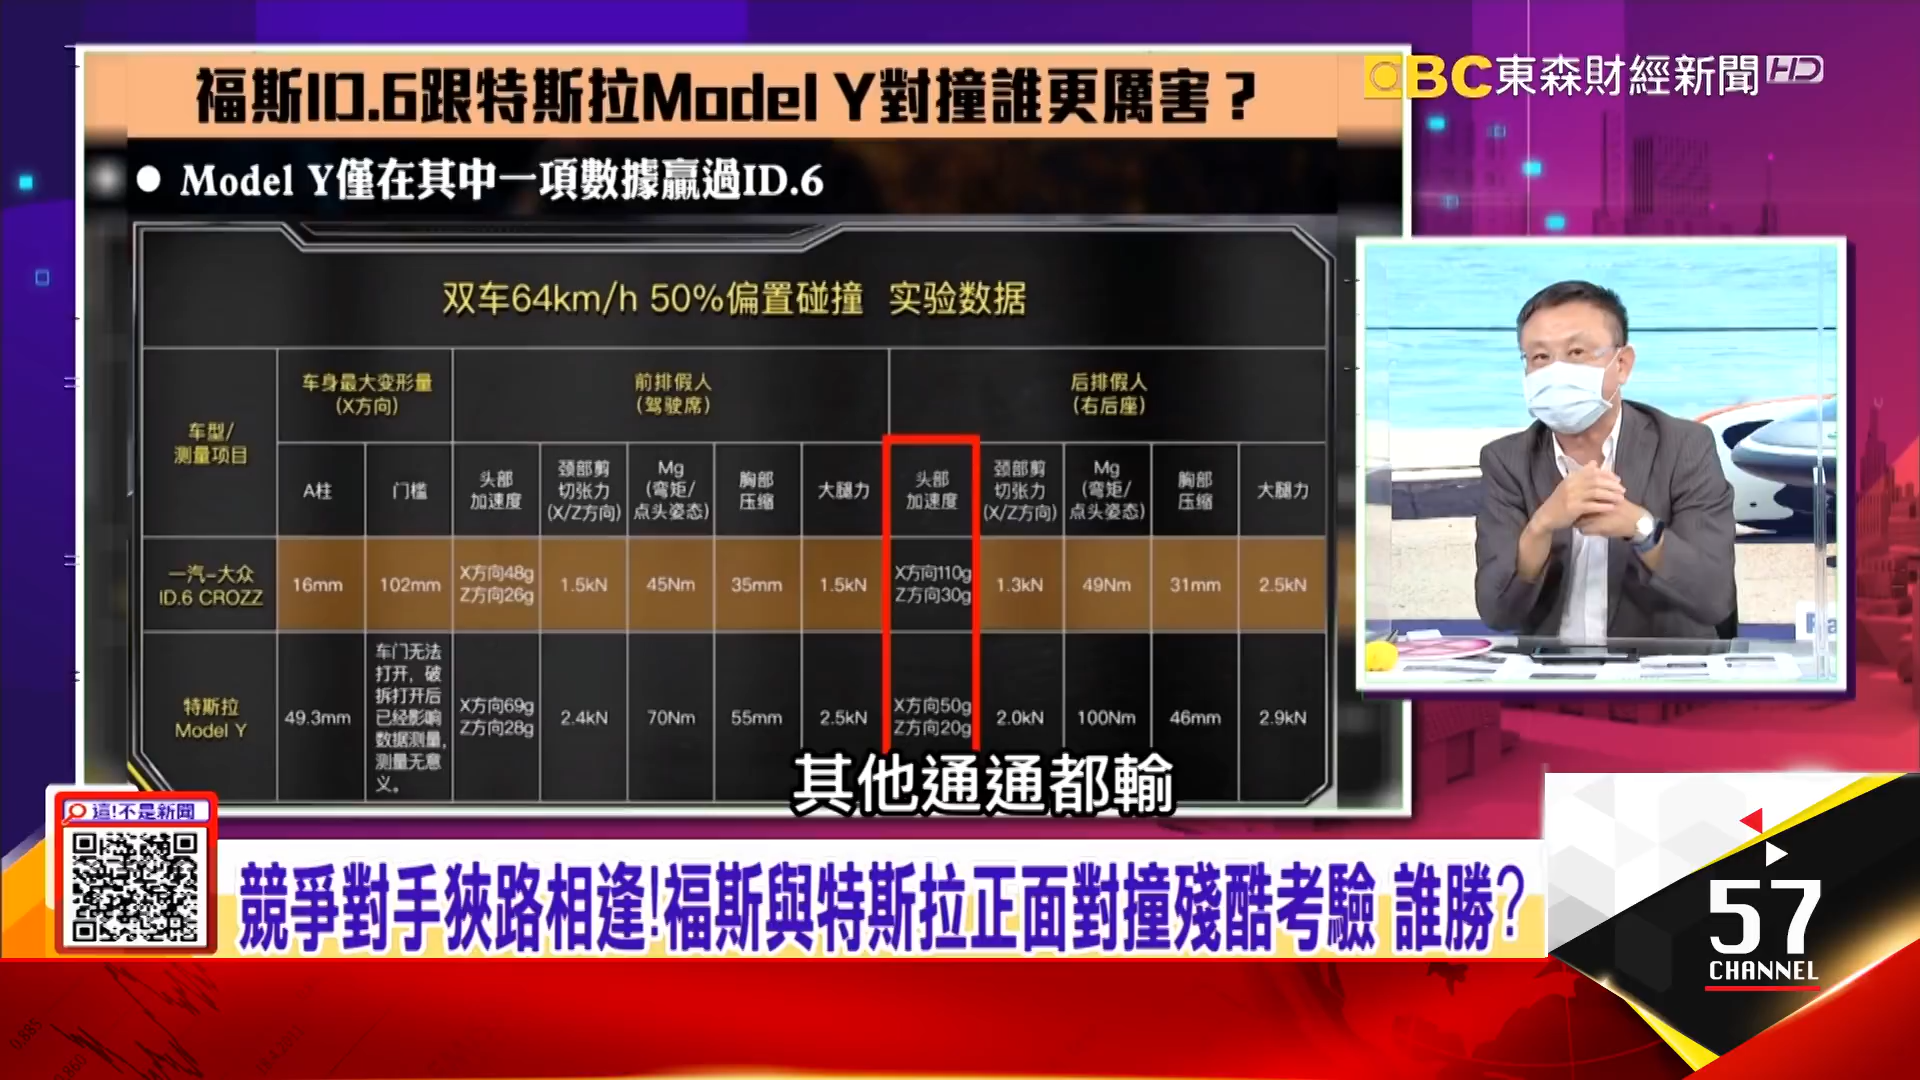 福斯ID.6跟特斯拉Model Y對撞誰更厲害？
EBC東森財經新聞HD
● Model Y僅在其中一項數據贏過ID.6
双车64km/h 50%偏置碰撞 实验数据
车型/
测量项目
车身最大变形量
(X方向)
前排假人
(驾驶席)
后排假人
(右后座)
A柱
门槛
头部
加速度
颈部剪
切张力
(X/Z方向)
Mg
(弯矩/
点头姿态)
胸部
压缩
大腿力
头部
加速度
颈部剪
切张力
(X/Z方向)
Mg
(弯矩/
点头姿态)
胸部
压缩
大腿力
一汽-大众
ID.6 CROZZ
16mm
102mm
X方向48g
Z方向26g
1.5kN
45Nm
35mm
1.5kN
X方向110g
Z方向30g
1.3kN
49Nm
31mm
2.5kN
特斯拉
Model Y
49.3mm
车门无法
打开，破
拆打开后
已经影响
数据测量，
测量无意
义。
X方向69g
Z方向28g
2.4kN
70Nm
55mm
2.5kN
X方向50g
Z方向20g
2.0kN
100Nm
46mm
2.9kN
其他通通都輸
這!不是新聞
競爭對手狹路相逢!福斯與特斯拉正面對撞殘酷考驗 誰勝?
57
CHANNEL